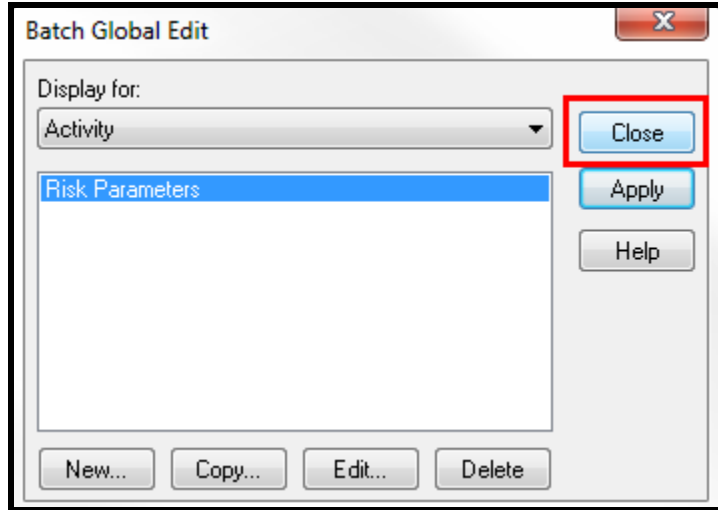 Batch Global Edit
Display for:
Activity
Close
Risk Parameters
Apply
Help
New... Copy... Edit... Delete